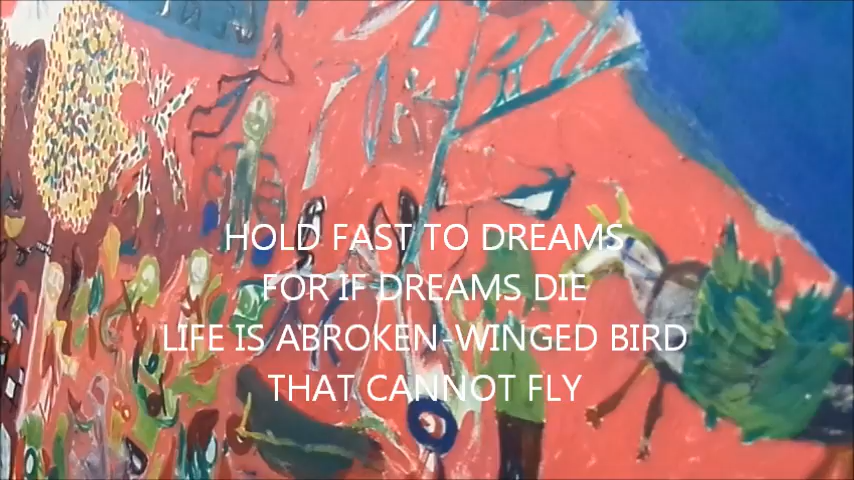 HOLD FAST TO DREAMS
FOR IF DREAMS DIE
LIFE IS ABROKEN-WINGED BIRD
THAT CANNOT FLY